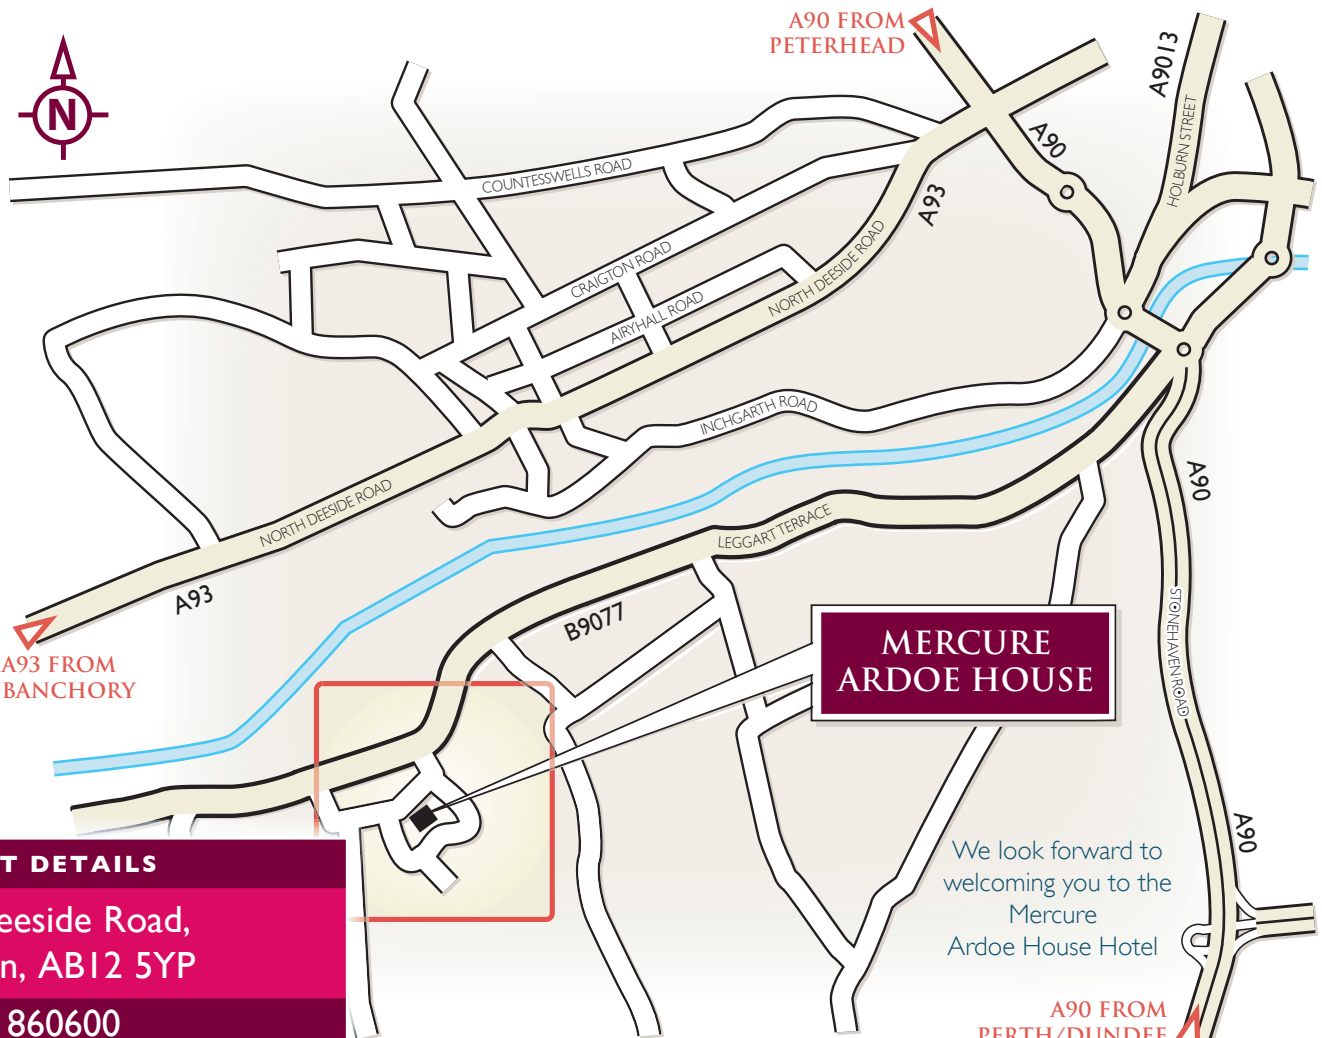 A90 FROM
PETERHEAD
N
A9013
HOLBURN STREET
A90
COUNTESSWELLS ROAD
A93
CRAIGTON ROAD
NORTH DEESIDE ROAD
AIRYHALL ROAD
INCHGARTH ROAD
A90
NORTH DEESIDE ROAD
LEGGART TERRACE
A93
B9077
STONEHAVEN ROAD
A93 FROM
BANCHORY
MERCURE
ARDOE HOUSE
A90
We look forward to
welcoming you to the
Mercure
Ardoe House Hotel
T DETAILS
eeside Road,
n, AB12 5YP
860600
A90 FROM
PERTH/DUNDEE